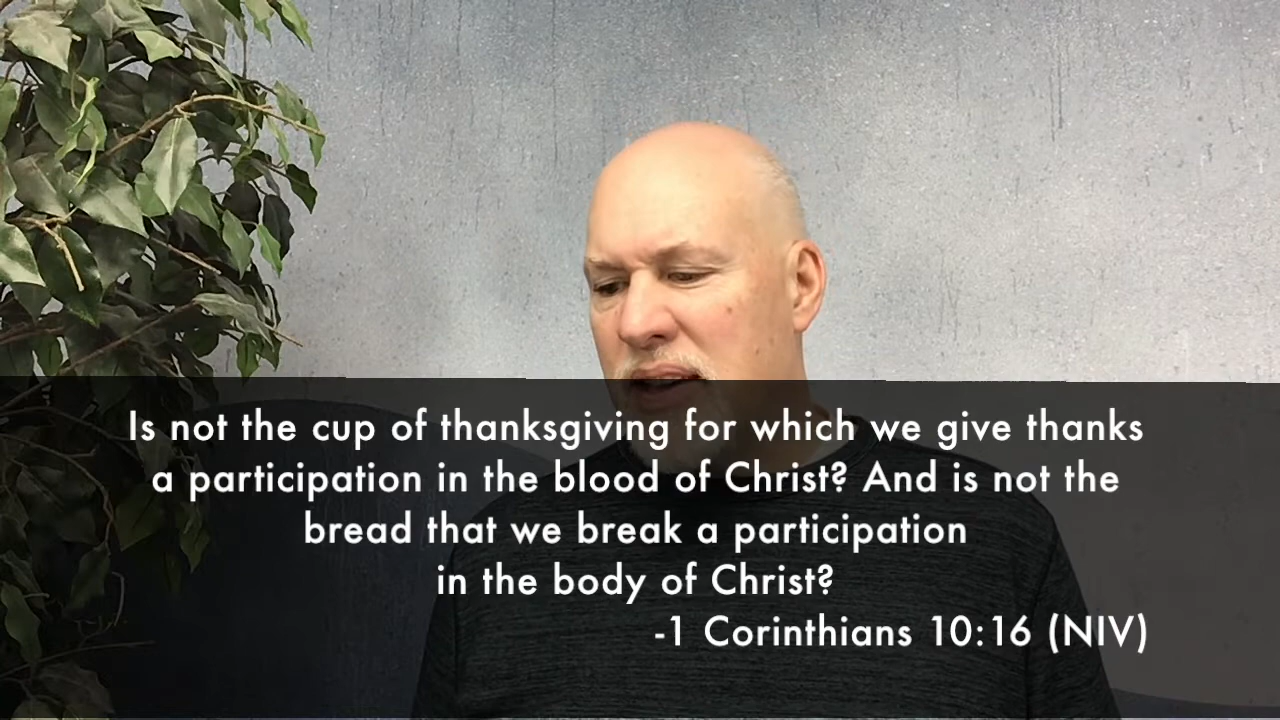 Is not the cup of thanksgiving for which we give thanks
a participation in the blood of Christ? And is not the
bread that we break a participation
in the body of Christ?
-1 Corinthians 10:16 (NIV)